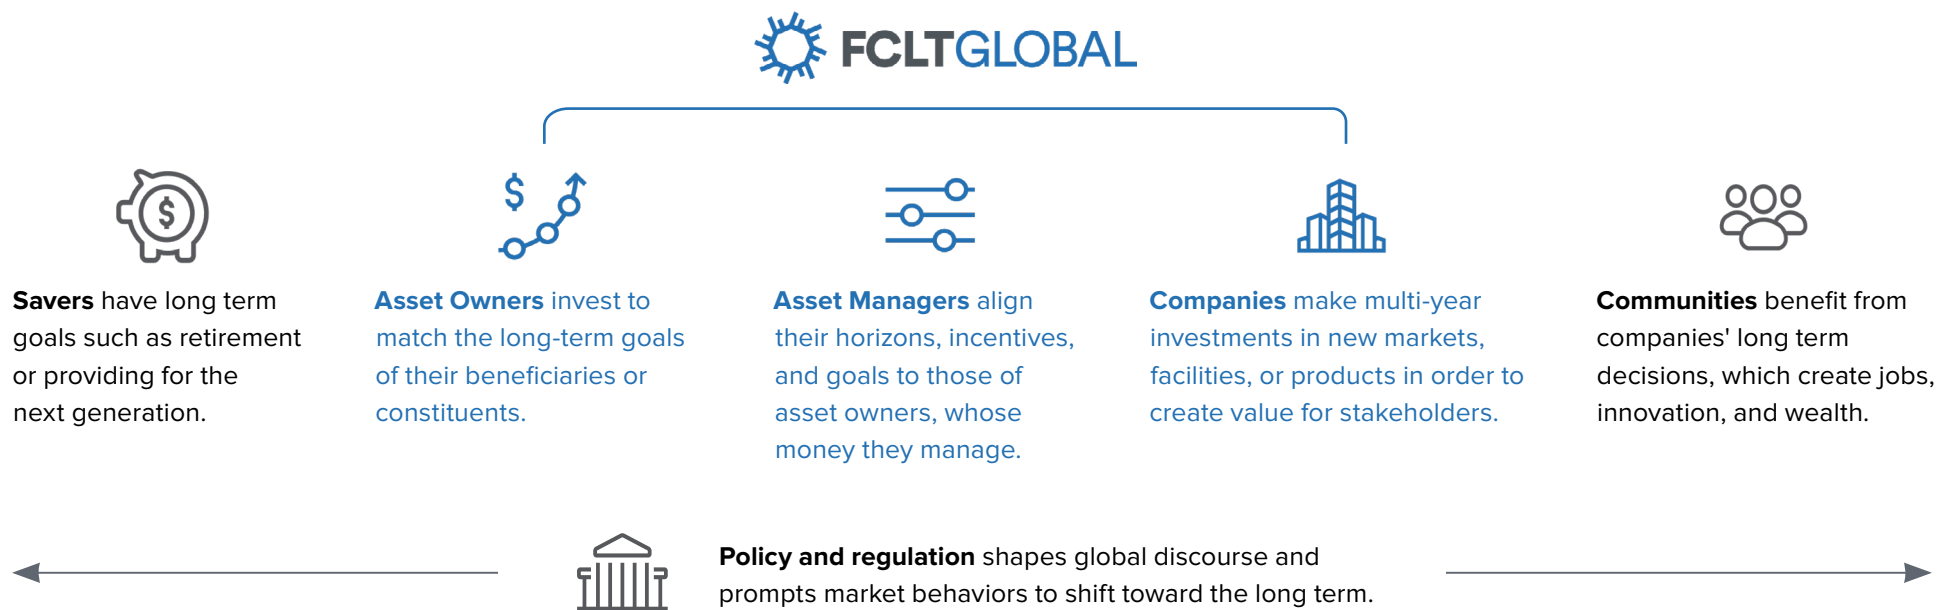 FCLTGLOBAL
$
$
Savers have long term
goals such as retirement
or providing for the
next generation.
Asset Owners invest to
match the long-term goals
of their beneficiaries or
constituents.
Asset Managers align
their horizons, incentives,
and goals to those of
asset owners, whose
money they manage.
Companies make multi-year
investments in new markets,
facilities, or products in order to
create value for stakeholders.
Communities benefit from
companies' long term
decisions, which create jobs,
innovation, and wealth.
Policy and regulation shapes global discourse and
prompts market behaviors to shift toward the long term.